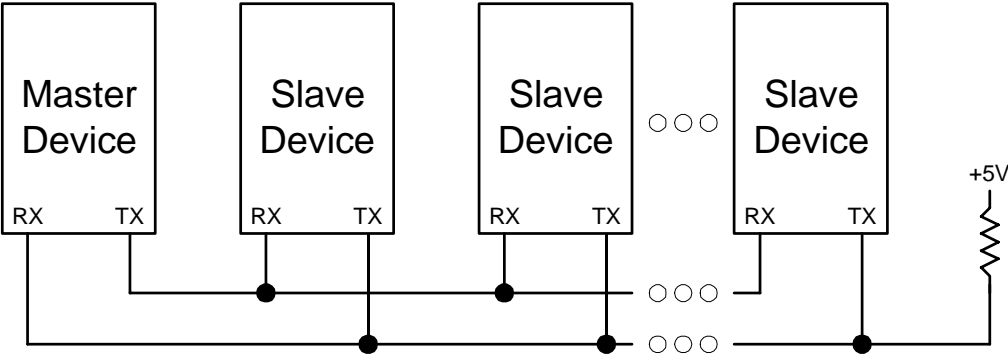 Master
Device
Slave
Device
Slave
Device
Slave
Device
+5V
RX TX
RX TX
RX TX
RX TX